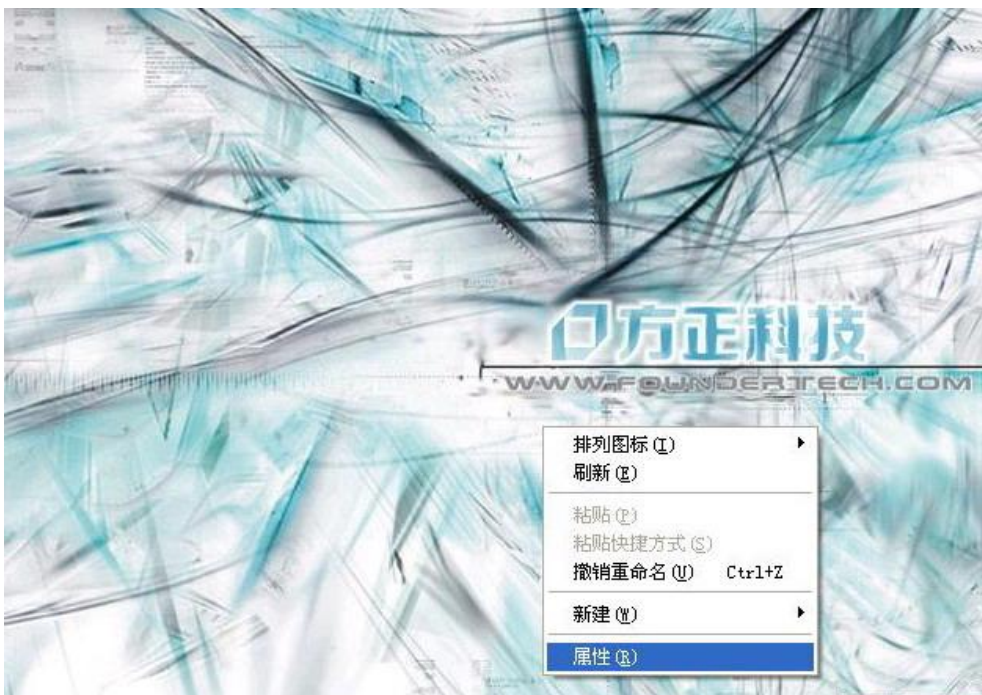 方正科技
WWW.FOUNDERTECH.COM
排列图标(I)
刷新(E)
粘贴(P)
粘贴快捷方式(S)
撤销重命名(U) Ctrl+Z
新建(W)
属性(R)